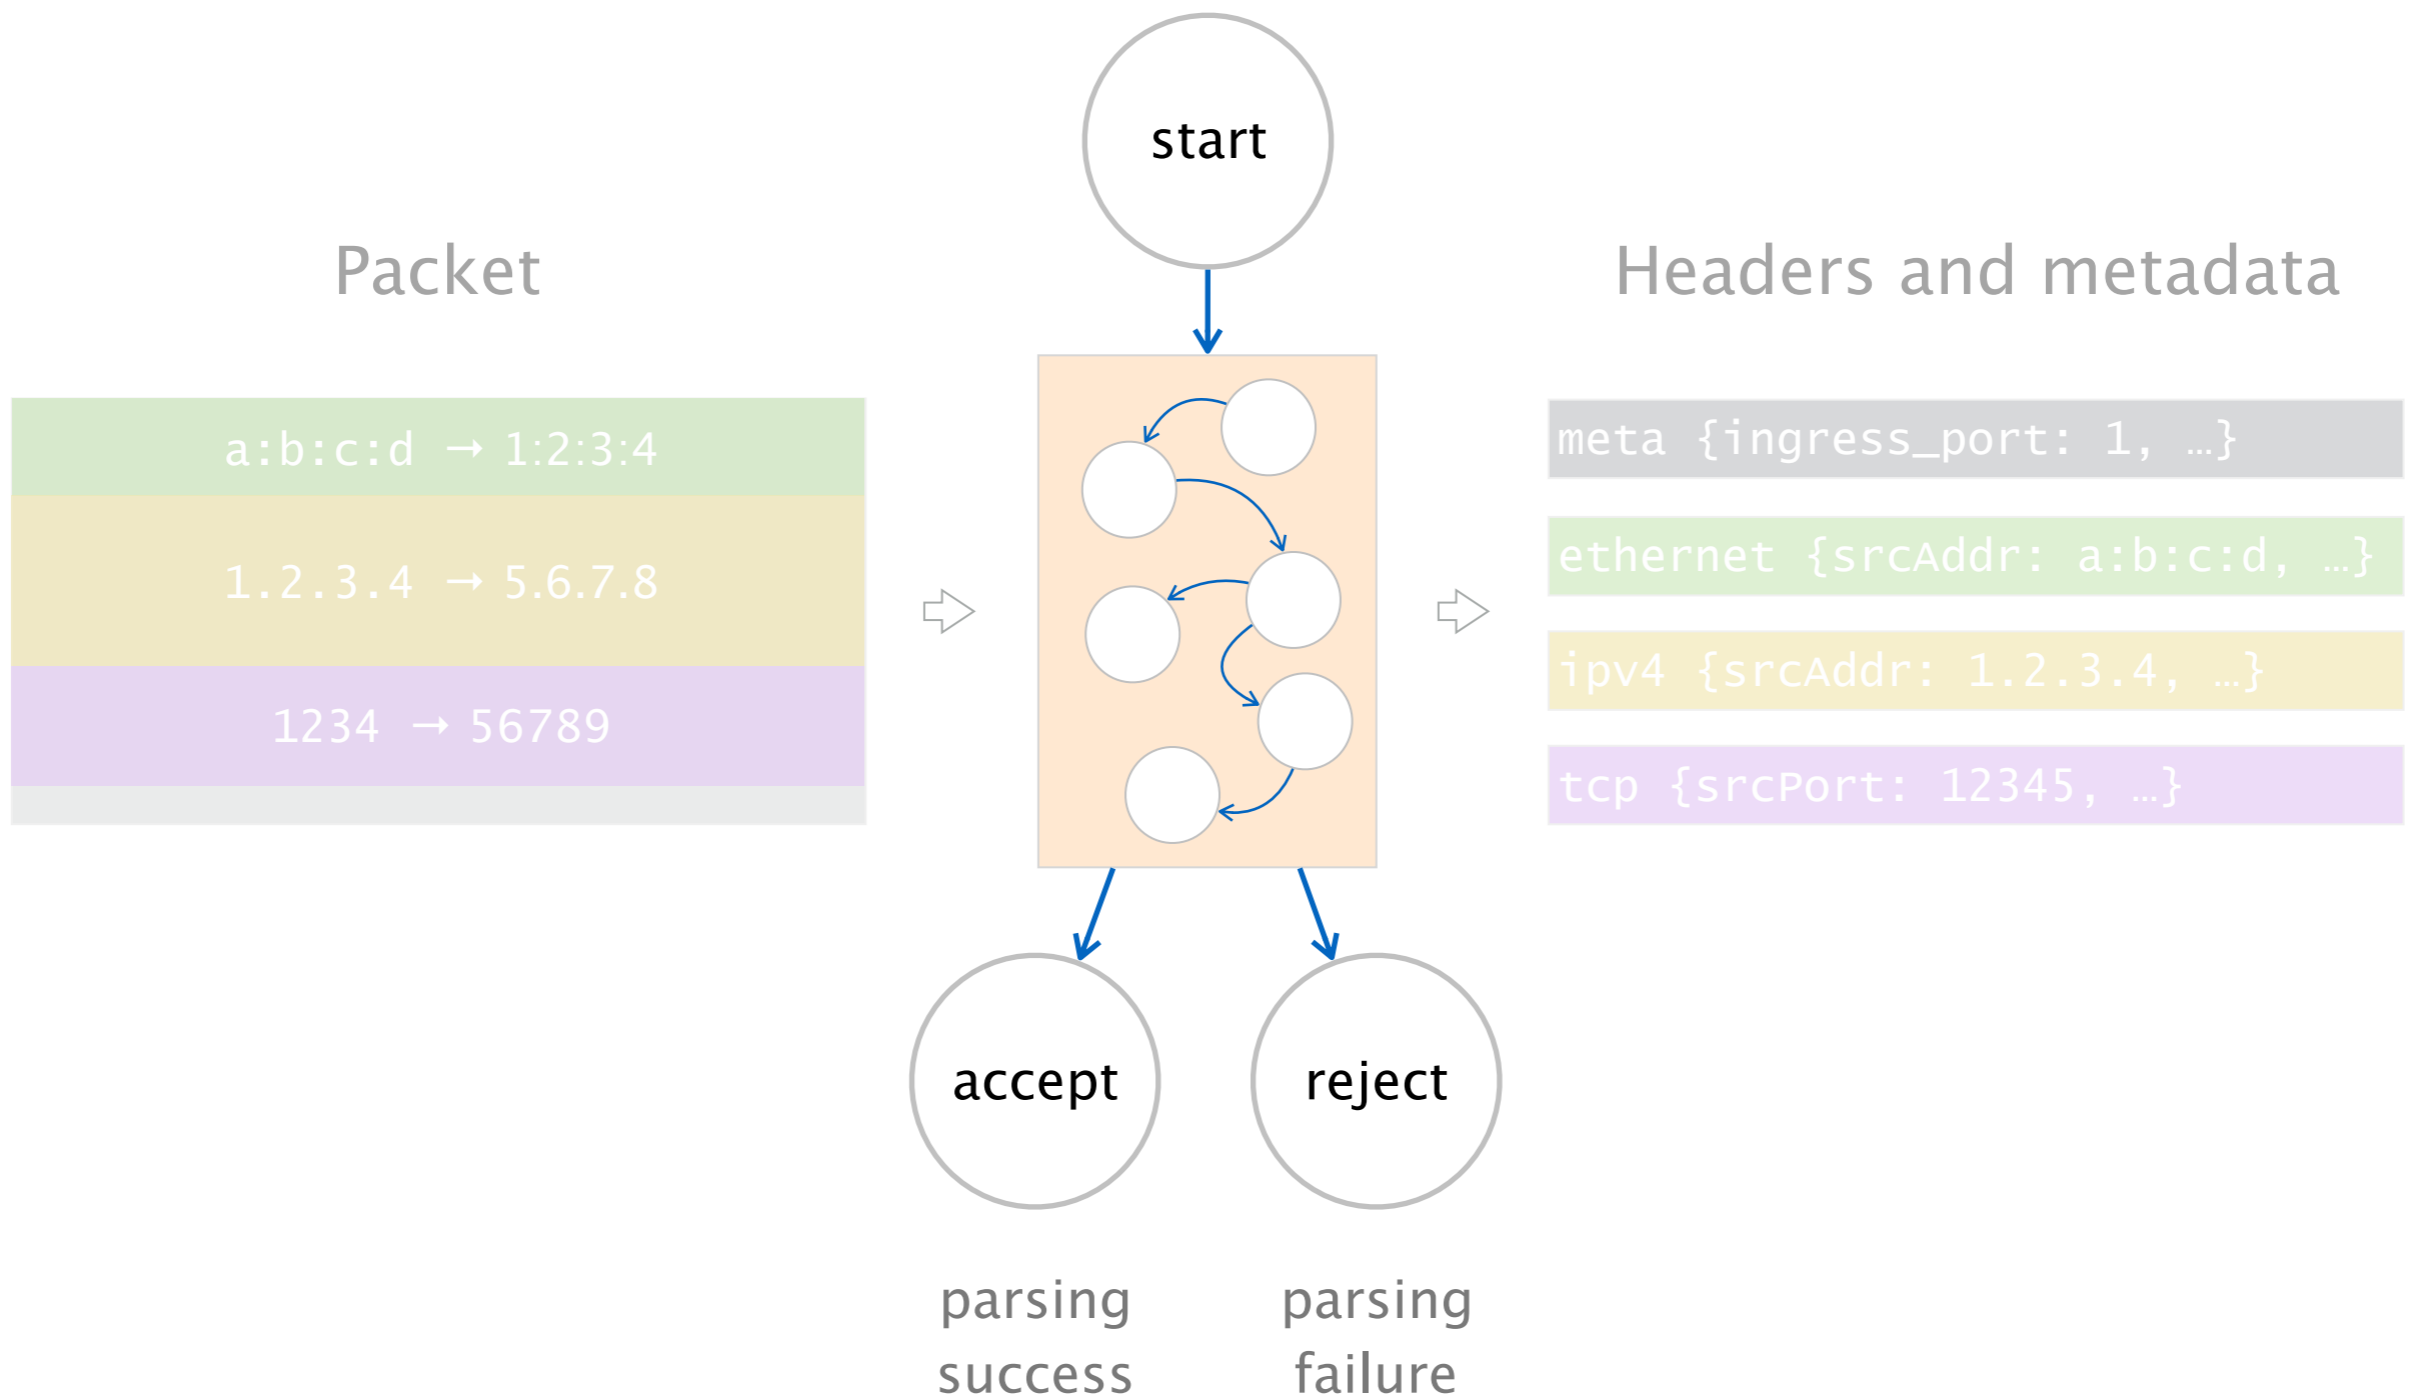 start
Packet
Headers and metadata
a:b:c:d → 1:2:3:4
1.2.3.4 → 5.6.7.8
1234 → 56789
meta {ingress_port: 1, …}
ethernet {srcAddr: a:b:c:d, …}
ipv4 {srcAddr: 1.2.3.4, …}
tcp {srcPort: 12345, …}
accept
reject
parsing
success
parsing
failure